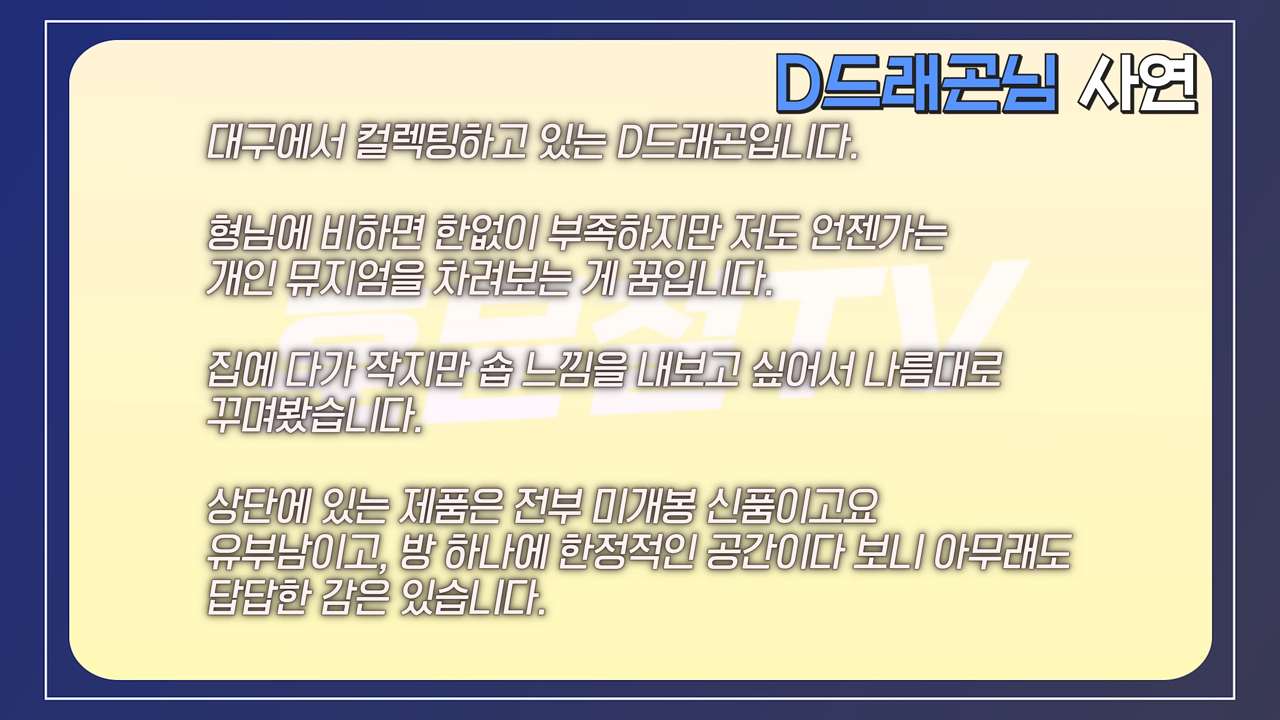 D드래곤님 사연
대구에서 컬렉팅하고 있는 D드래곤입니다.
형님에 비하면 한없이 부족하지만 저도 언젠가는
개인 뮤지엄을 차려보는 게 꿈입니다.
집에 다가 작지만 숍 느낌을 내보고 싶어서 나름대로
꾸며봤습니다.
상단에 있는 제품은 전부 미개봉 신품이고요
유부남이고, 방 하나에 한정적인 공간이다 보니 아무래도
답답한 감은 있습니다.